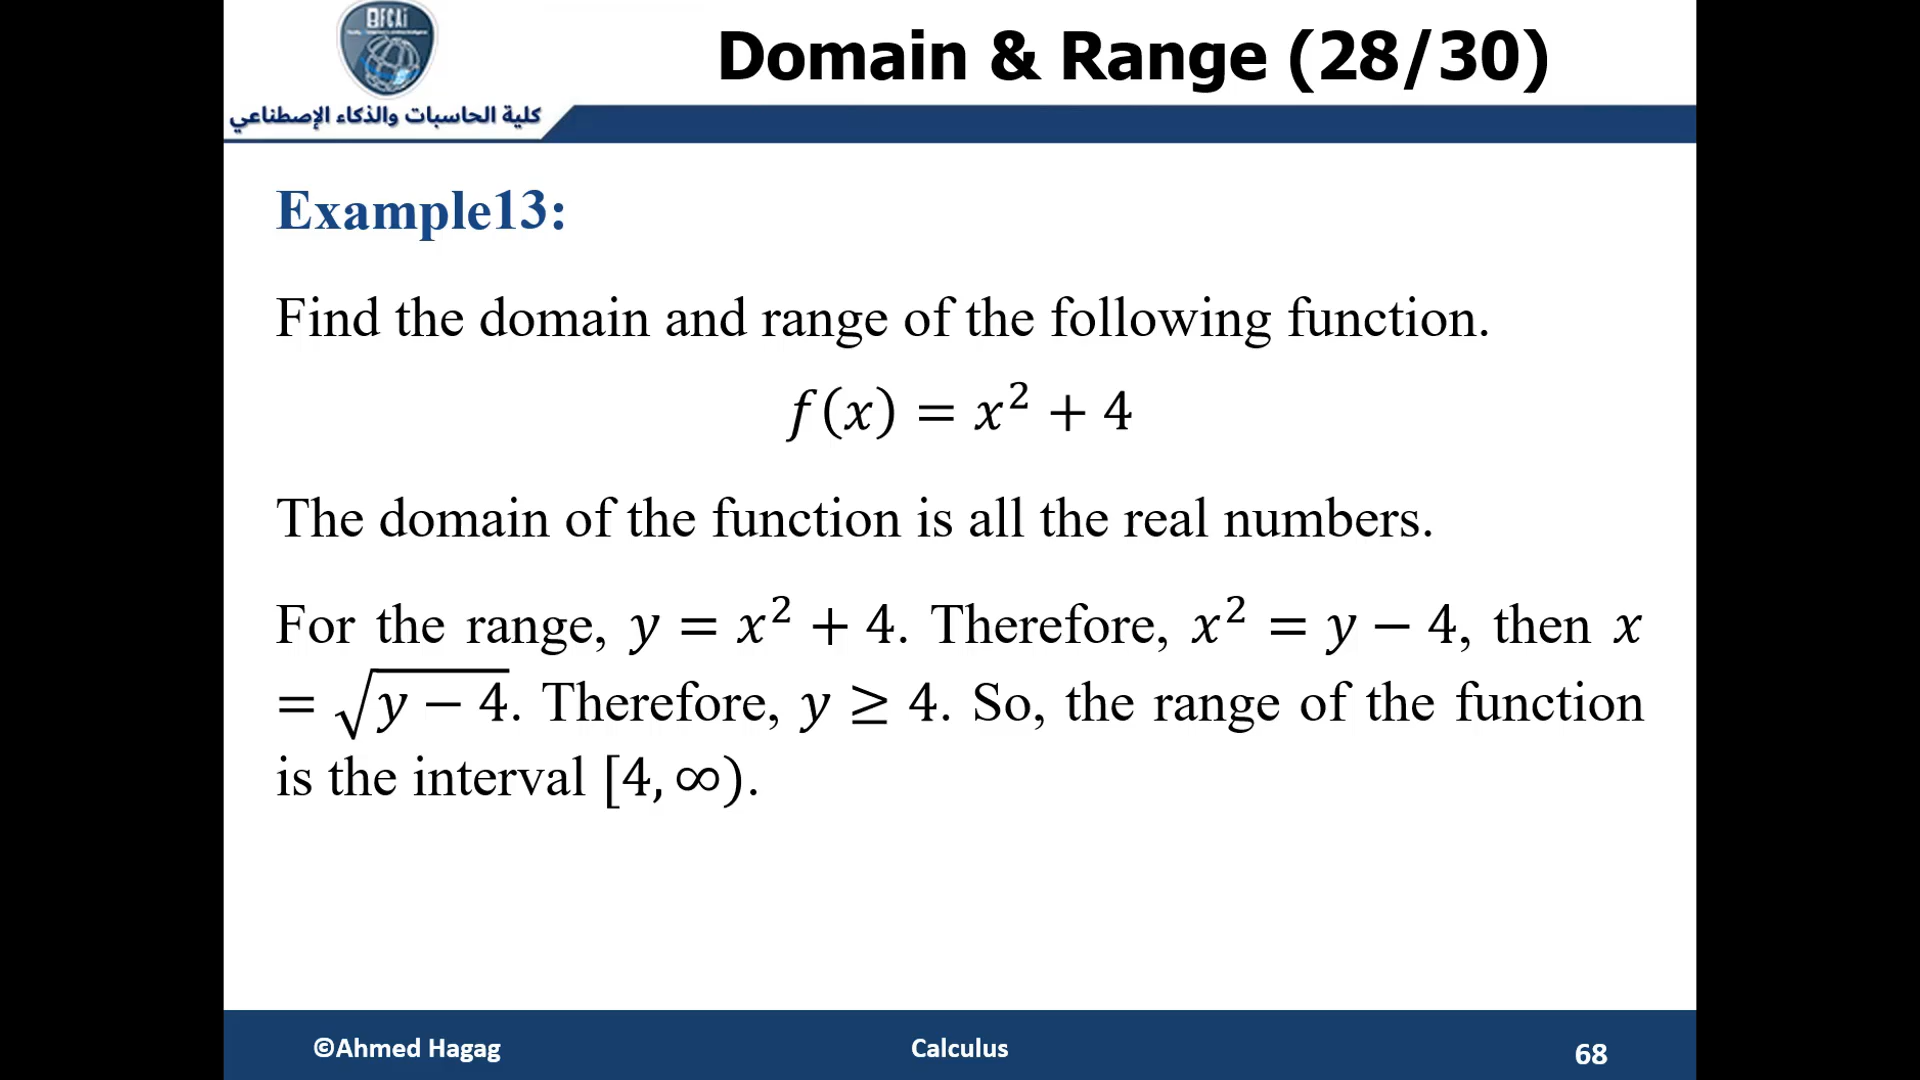 BFCAi
Domain & Range (28/30)
كلية الحاسبات والذكاء الإصطناعي
Example13:
Find the domain and range of the following function.
f(x) = x² + 4
The domain of the function is all the real numbers.
For the range, y = x² + 4. Therefore, x² = y − 4, then x
= √(y − 4). Therefore, y ≥ 4. So, the range of the function
is the interval [4, ∞).
©Ahmed Hagag
Calculus
68